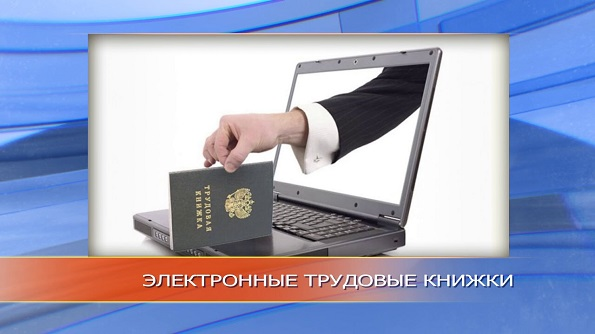 ТРУДОВАЯ
КНИЖКА
ЭЛЕКТРОННЫЕ ТРУДОВЫЕ КНИЖКИ